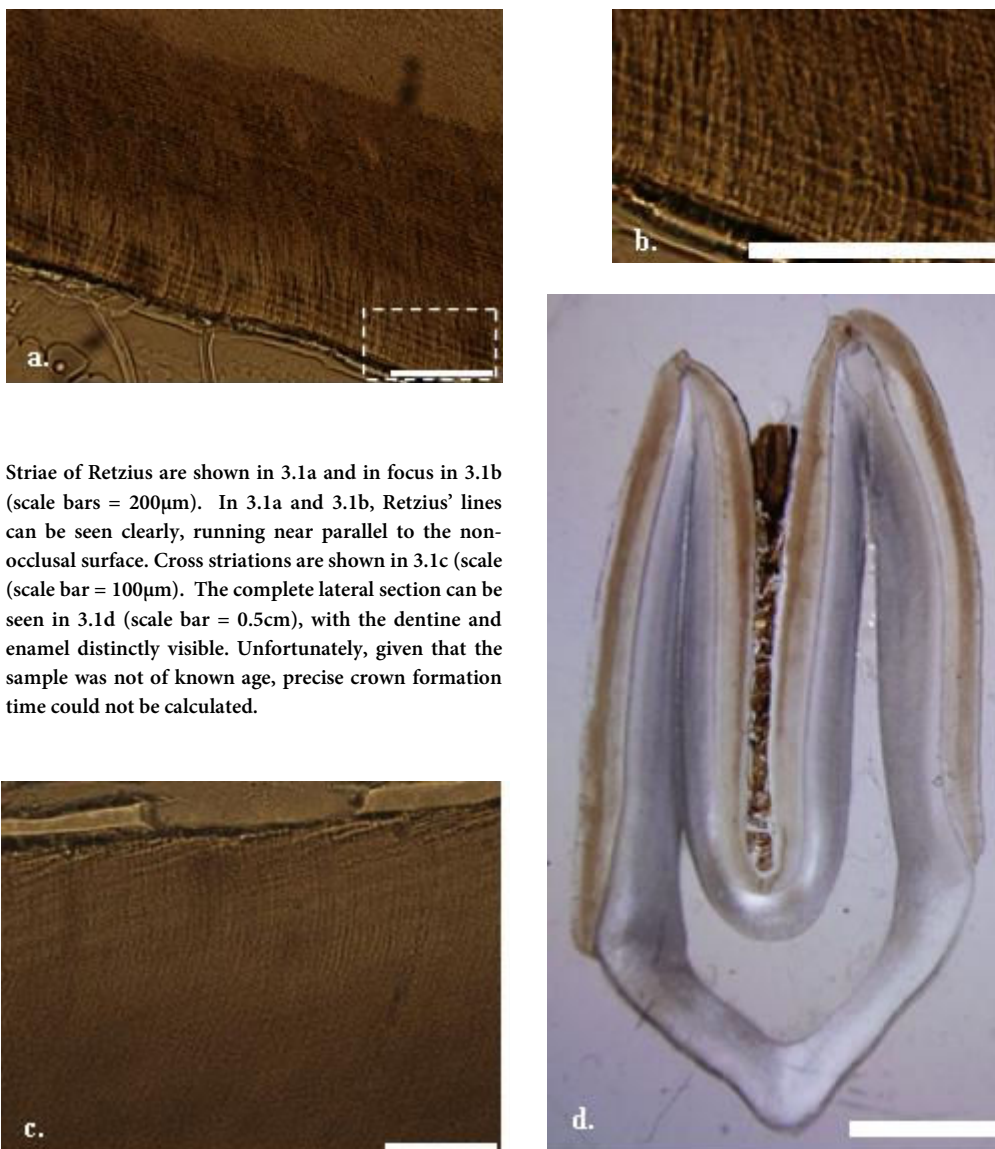 a.
b.
Striae of Retzius are shown in 3.1a and in focus in 3.1b
(scale bars = 200μm). In 3.1a and 3.1b, Retzius' lines
can be seen clearly, running near parallel to the non-
occlusal surface. Cross striations are shown in 3.1c (scale
(scale bar = 100μm). The complete lateral section can be
seen in 3.1d (scale bar = 0.5cm), with the dentine and
enamel distinctly visible. Unfortunately, given that the
sample was not of known age, precise crown formation
time could not be calculated.
c.
d.